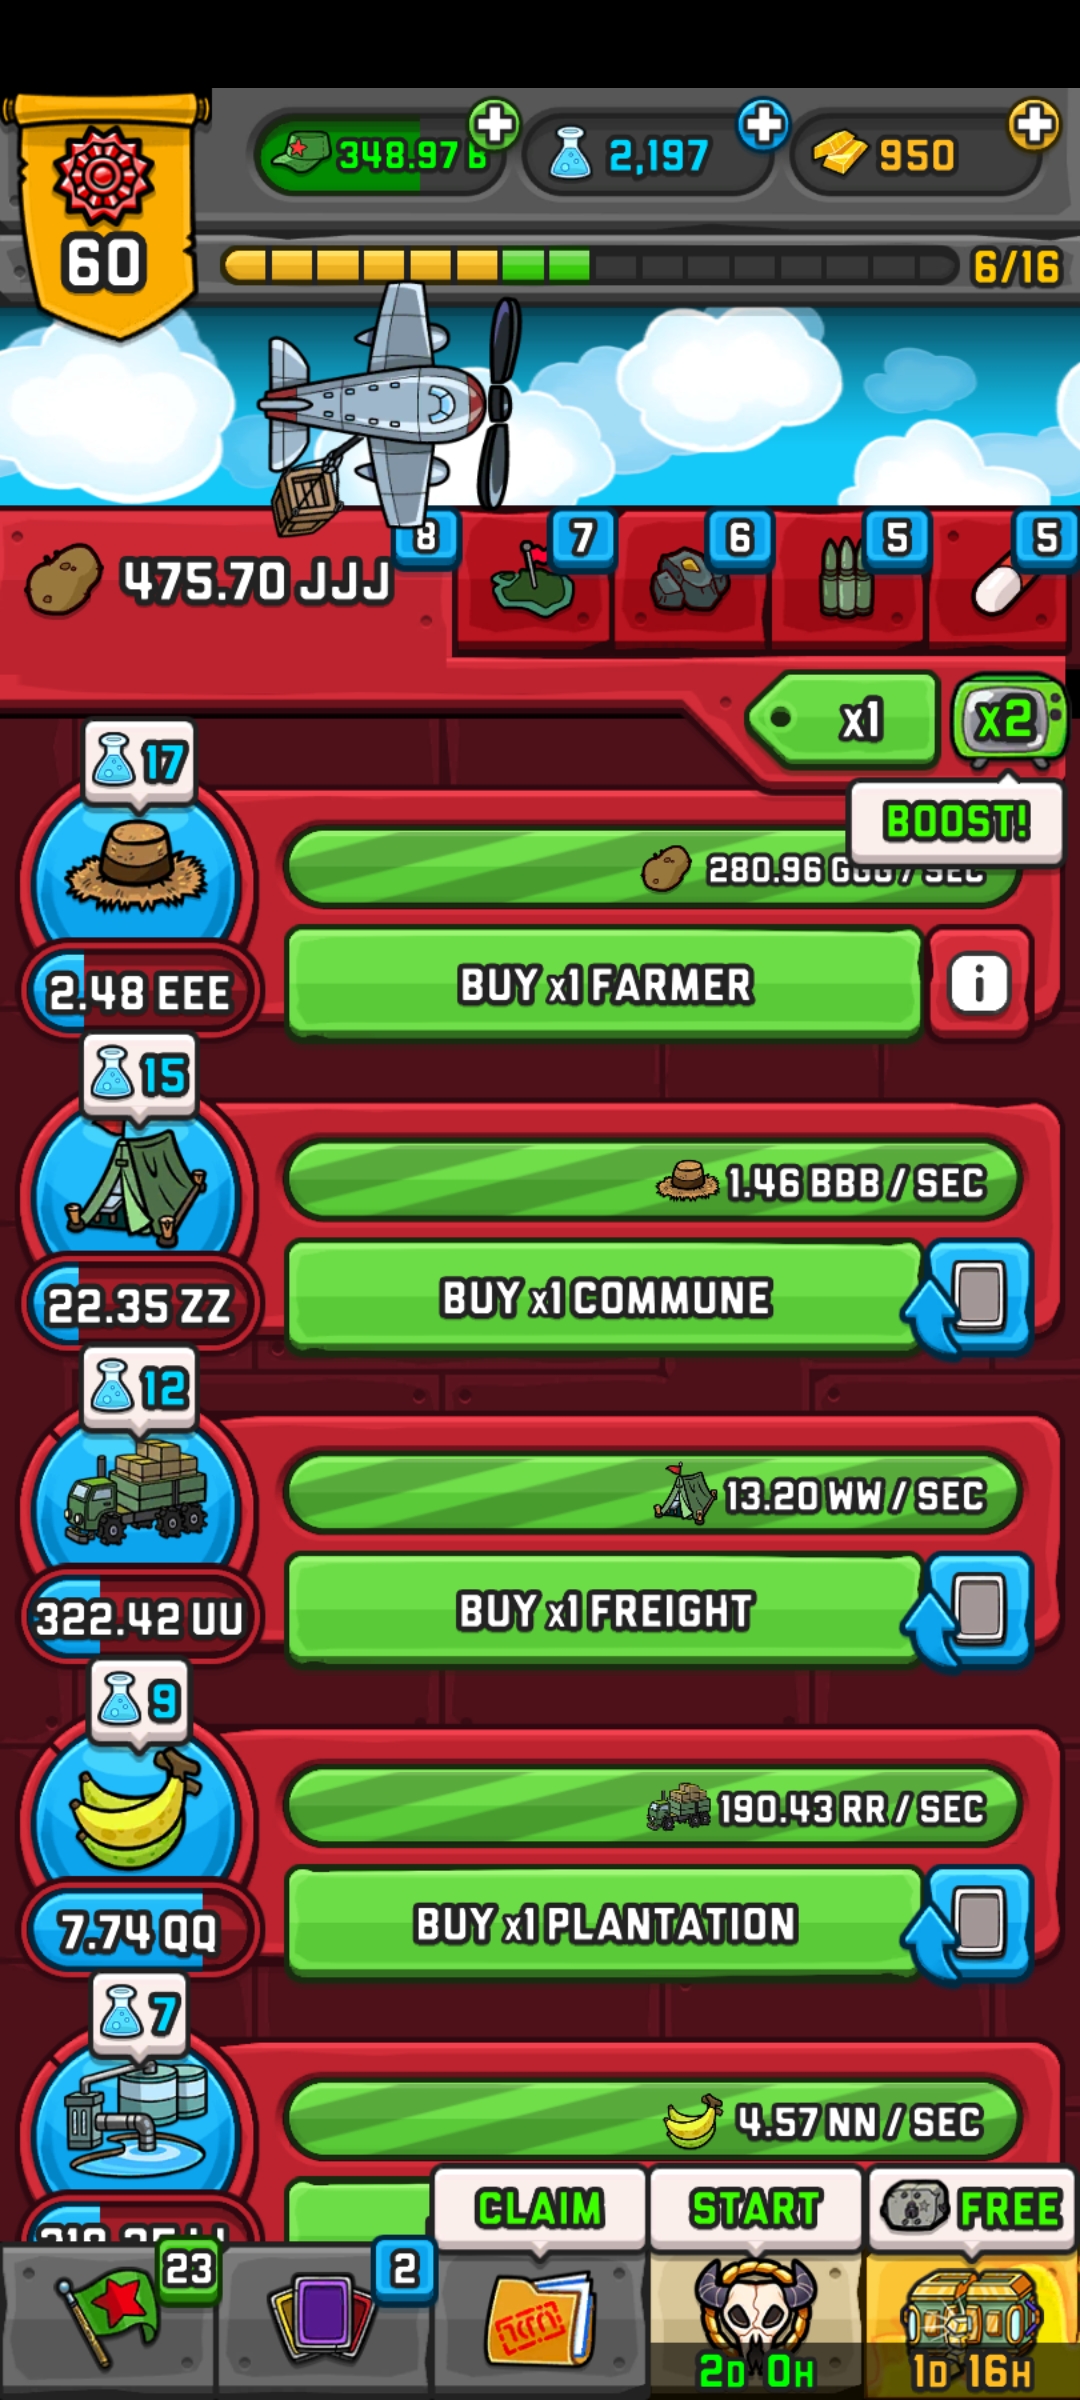 348.97 B
2,197
950
60
6/16
475.70 JJJ
8
7
6
5
5
x1
x2
BOOST!
17
280.96 GGG / SEC
2.48 EEE
BUY x1 FARMER
i
15
1.46 BBB / SEC
22.35 ZZ
BUY x1 COMMUNE
12
13.20 WW / SEC
322.42 UU
BUY x1 FREIGHT
9
190.43 RR / SEC
7.74 QQ
BUY x1 PLANTATION
7
4.57 NN / SEC
CLAIM
START
FREE
23
2
2D 0H
1D 16H